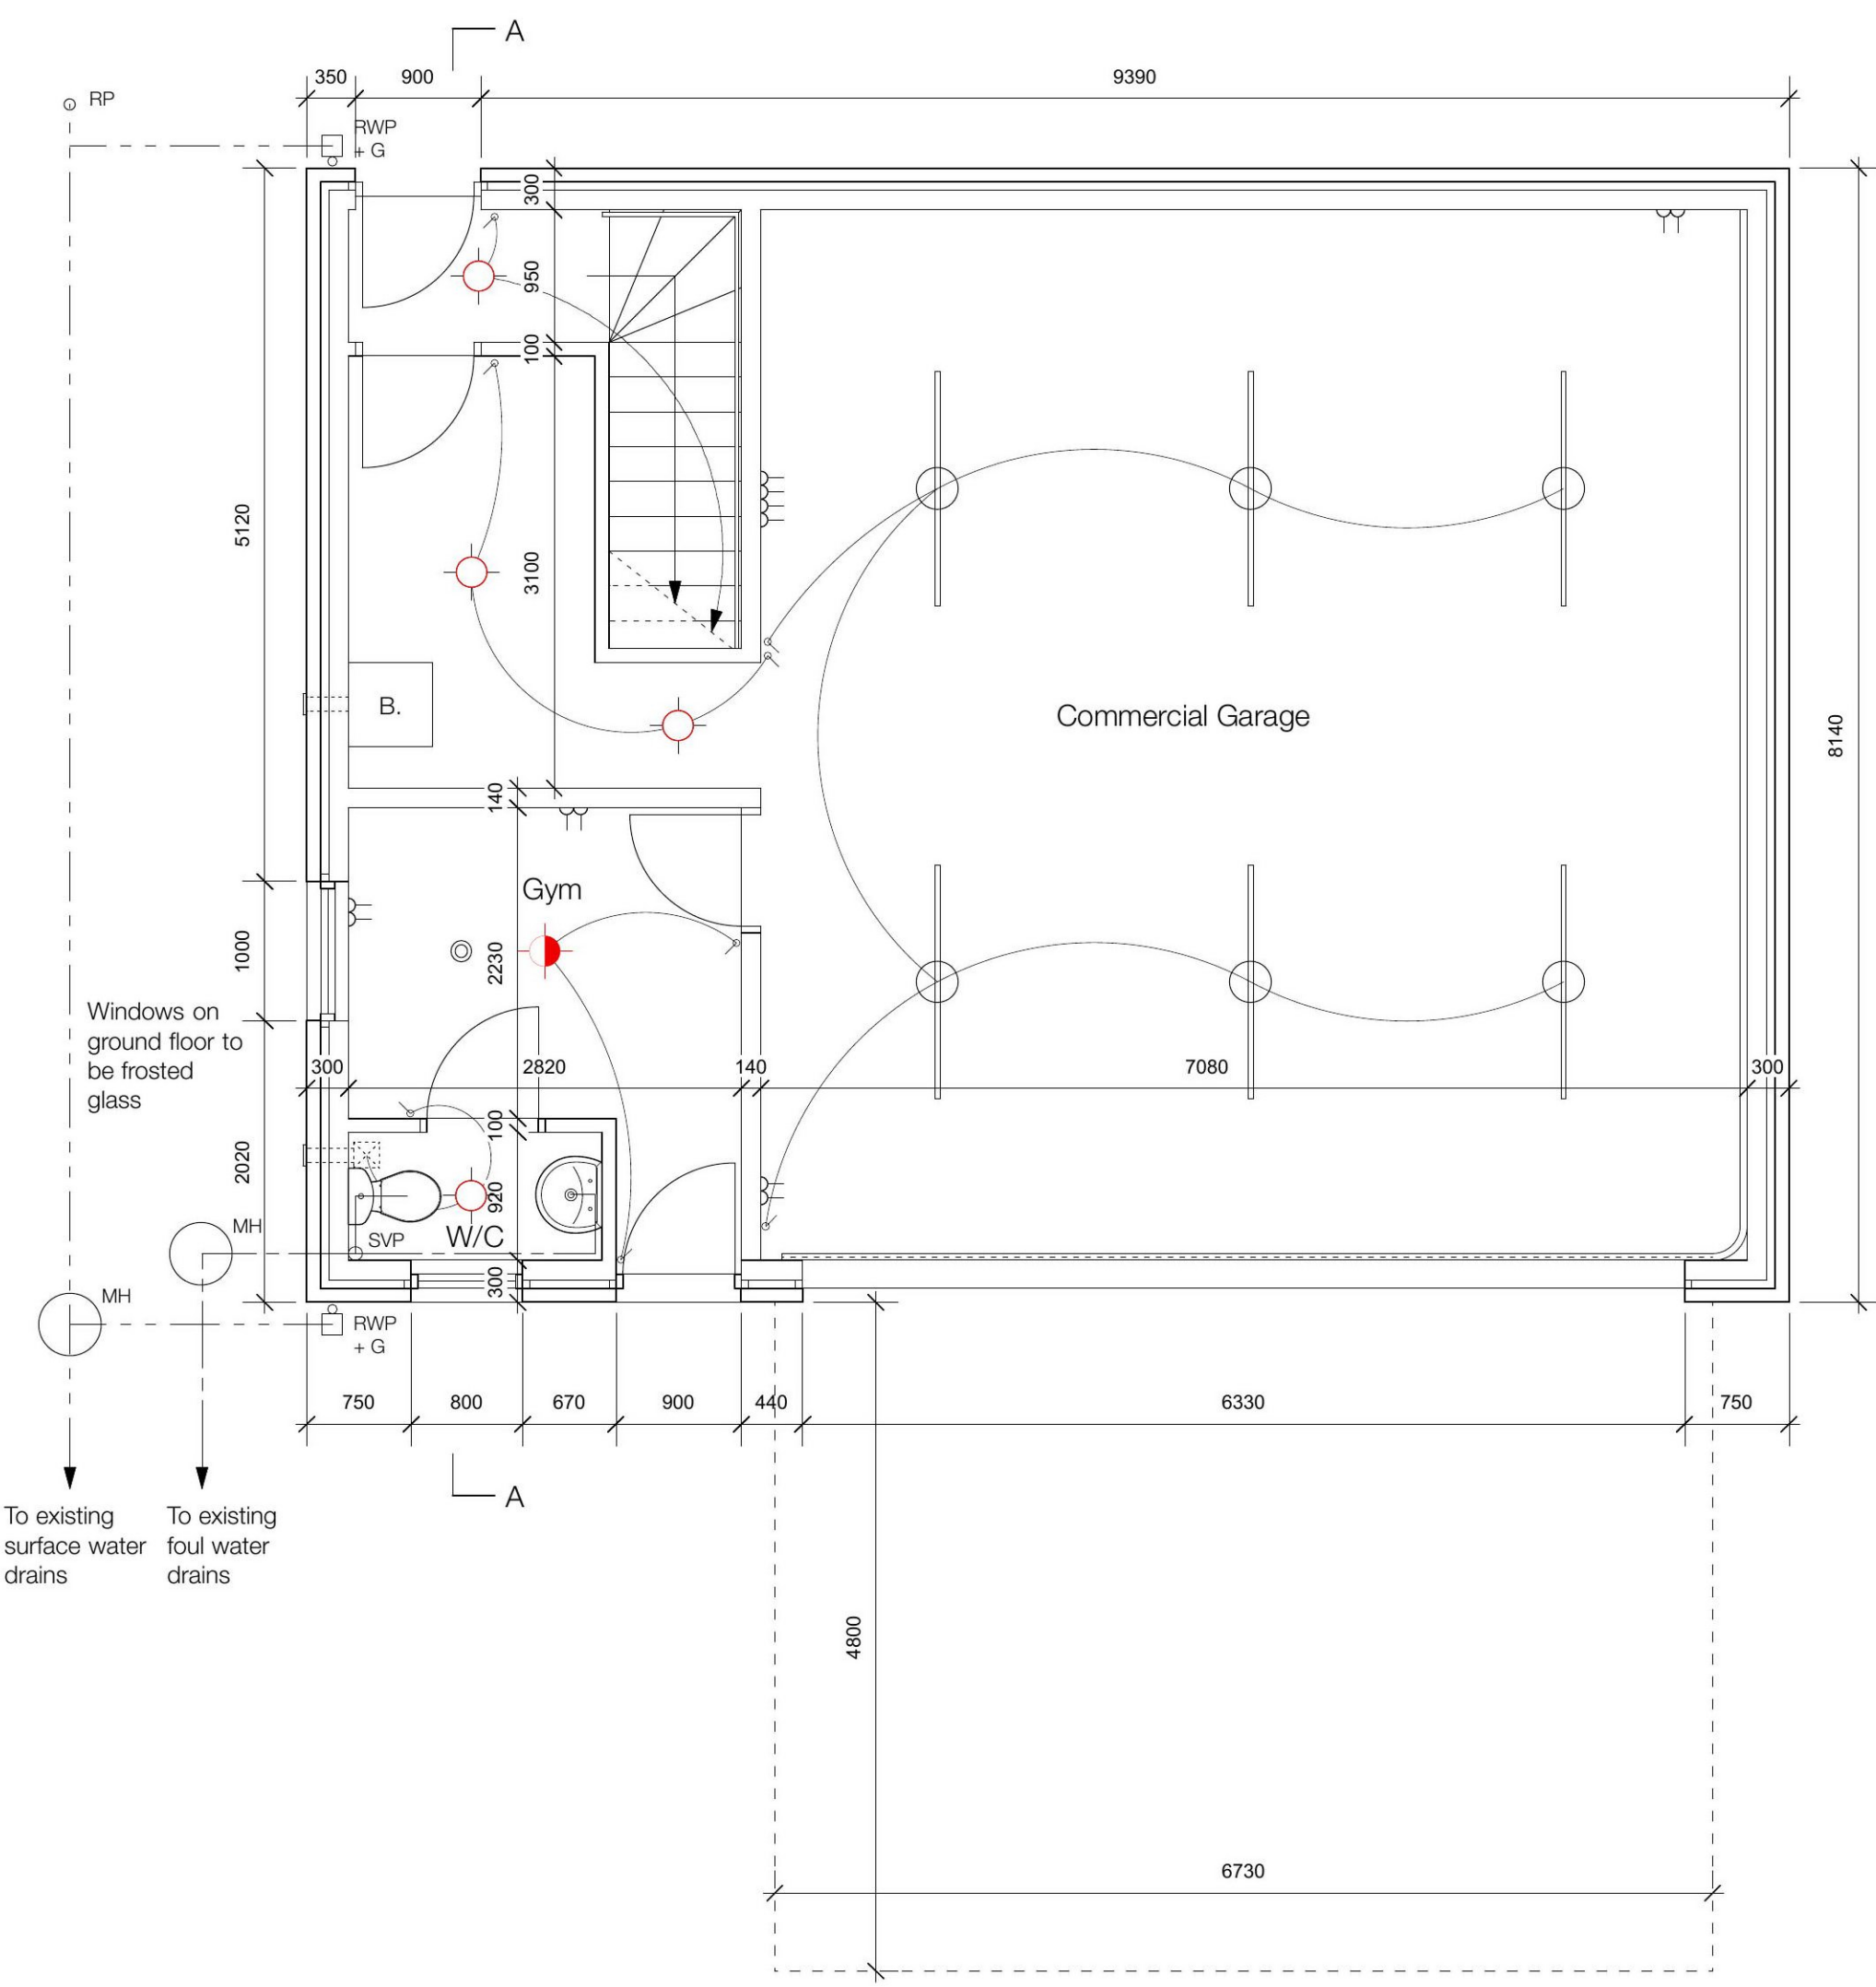 A
350
900
9390
RP
RWP
+ G
300
950
100
5120
3100
B.
Commercial Garage
8140
140
Gym
1000
2230
Windows on
ground floor to
be frosted
glass
300
2820
140
7080
300
100
2020
920
MH
SVP
W/C
300
MH
RWP
+ G
750
800
670
900
440
6330
750
A
To existing
surface water
drains
To existing
foul water
drains
4800
6730